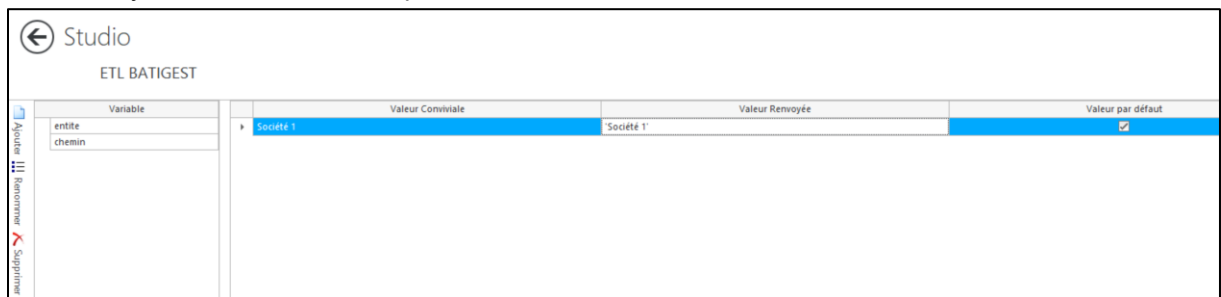 Studio
ETL BATIGEST
Variable
Valeur Conviviale
Valeur Renvoyée
Valeur par défaut
entite
Société 1
'Société 1'
chemin
Ajouter
Renommer
Supprimer